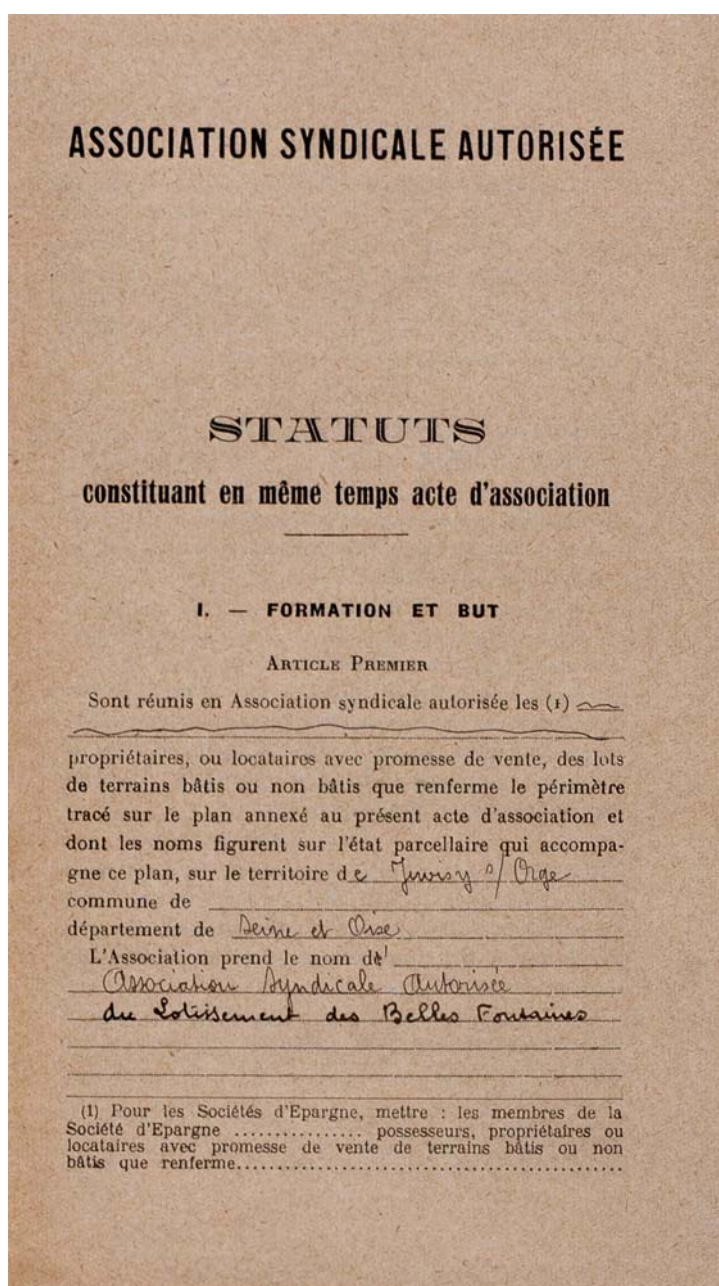 ASSOCIATION SYNDICALE AUTORISÉE
STATUTS
constituant en même temps acte d'association
I. — FORMATION ET BUT
ARTICLE PREMIER
Sont réunis en Association syndicale autorisée les (1)
propriétaires, ou locataires avec promesse de vente, des lots
de terrains bâtis ou non bâtis que renferme le périmètre
tracé sur le plan annexé au présent acte d'association et
dont les noms figurent sur l'état parcellaire qui accompa-
gne ce plan, sur le territoire de Juvisy s/ Orge
commune de
département de Seine et Oise
L'Association prend le nom de
Association Syndicale Autorisée
du Lotissement des Belles Fontaines
(1) Pour les Sociétés d'Epargne, mettre : les membres de la
Société d'Epargne ................ possesseurs, propriétaires ou
locataires avec promesse de vente de terrains bâtis ou non
bâtis que renferme................................................